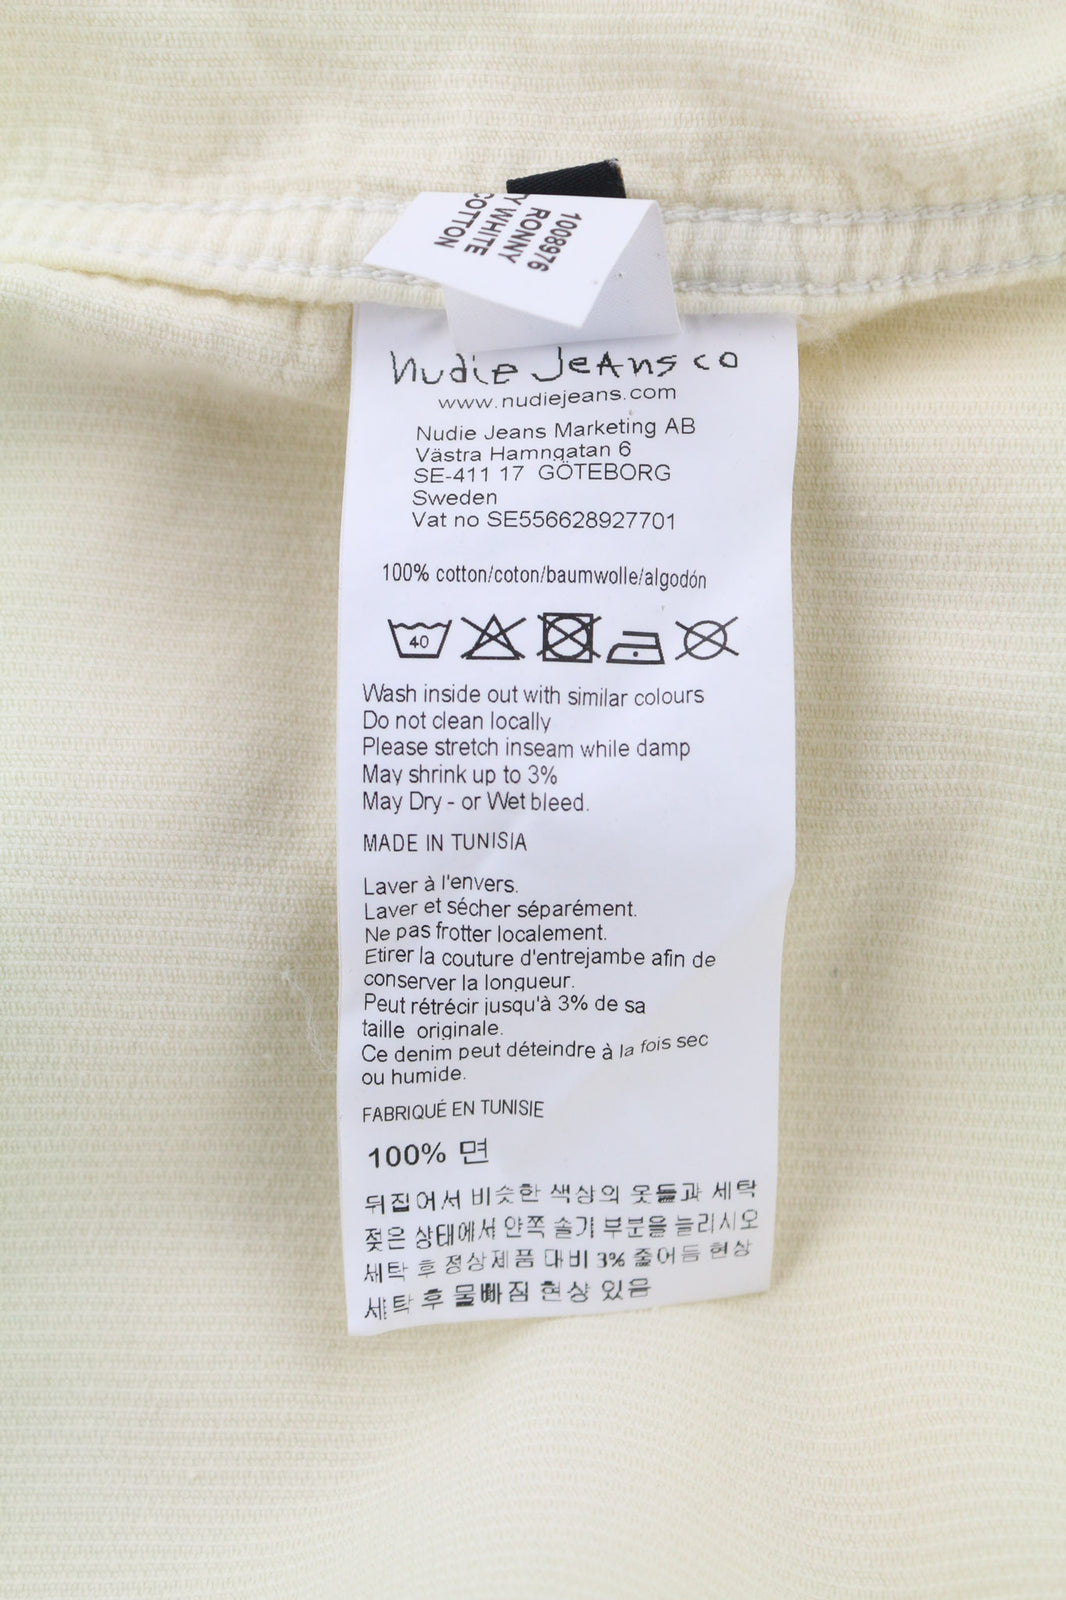 1008976
RONNY
Y WHITE
COTTON
Nudie Jeans co
www.nudiejeans.com
Nudie Jeans Marketing AB
Västra Hamngatan 6
SE-411 17 GÖTEBORG
Sweden
Vat no SE556628927701
100% cotton/coton/baumwolle/algodón
40
Wash inside out with similar colours
Do not clean locally
Please stretch inseam while damp
May shrink up to 3%
May Dry - or Wet bleed.
MADE IN TUNISIA
Laver à l'envers.
Laver et sécher séparément.
Ne pas frotter localement.
Etirer la couture d'entrejambe afin de
conserver la longueur.
Peut rétrécir jusqu'à 3% de sa
taille originale.
Ce denim peut déteindre à la fois sec
ou humide.
FABRIQUÉ EN TUNISIE
100% 면
뒤집어서 비슷한 색상의 옷들과 세탁
젖은 상태에서 안쪽 솔기 부분을 늘리시오
세탁 후 정상제품 대비 3% 줄어듬 현상
세탁 후 물빠짐 현상 있음